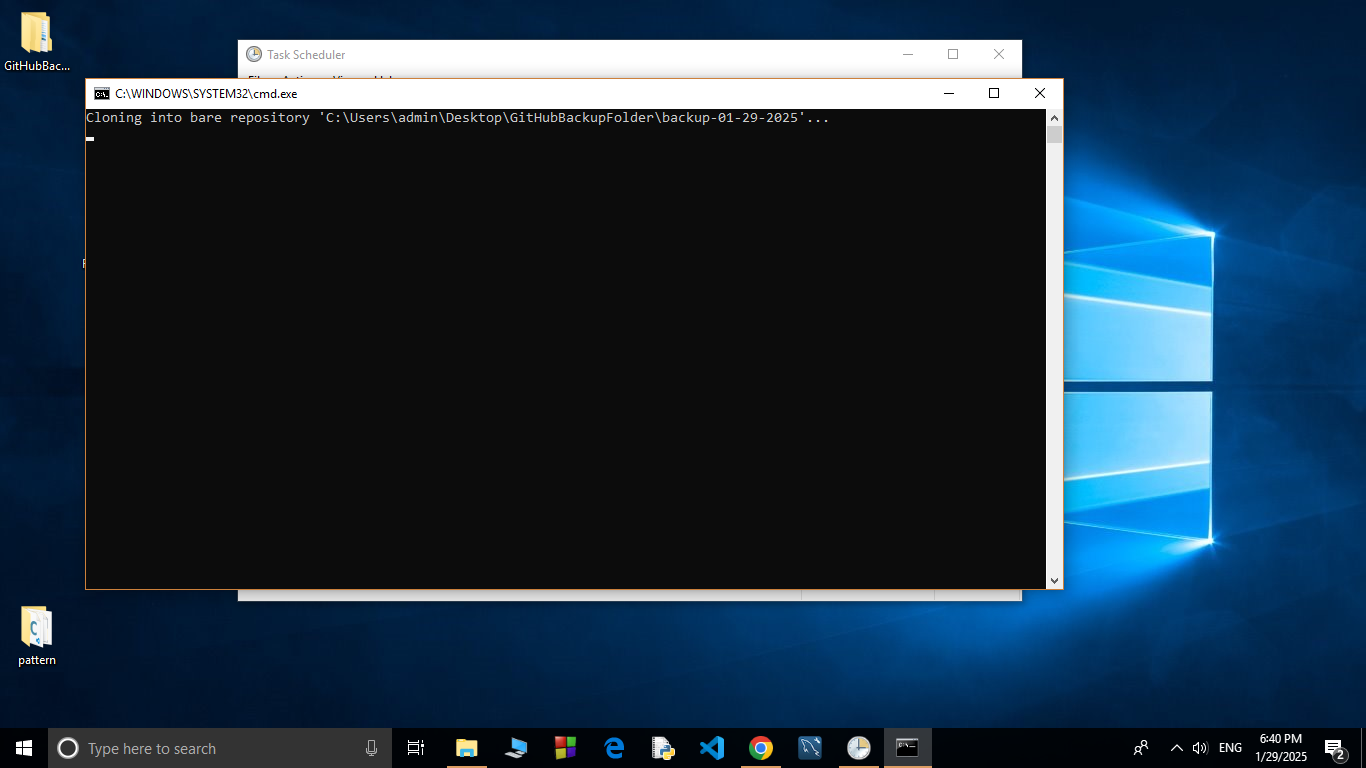 GitHubBac...
Task Scheduler
C:\WINDOWS\SYSTEM32\cmd.exe
Cloning into bare repository 'C:\Users\admin\Desktop\GitHubBackupFolder\backup-01-29-2025'...
pattern
Type here to search
ENG
6:40 PM
1/29/2025
2